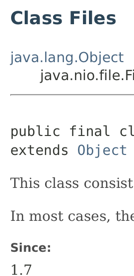 Class Files
java.lang.Object
java.nio.file.Fi
public final cl
extends Object
This class consist
In most cases, the
Since:
1.7